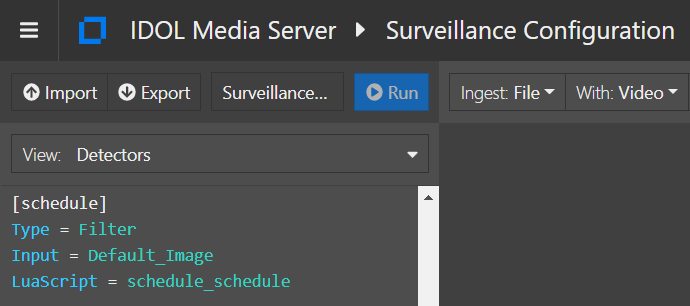 IDOL Media Server Surveillance Configuration
Import Export Surveillance... Run Ingest: File With: Video
View: Detectors
[schedule]
Type = Filter
Input = Default_Image
LuaScript = schedule_schedule